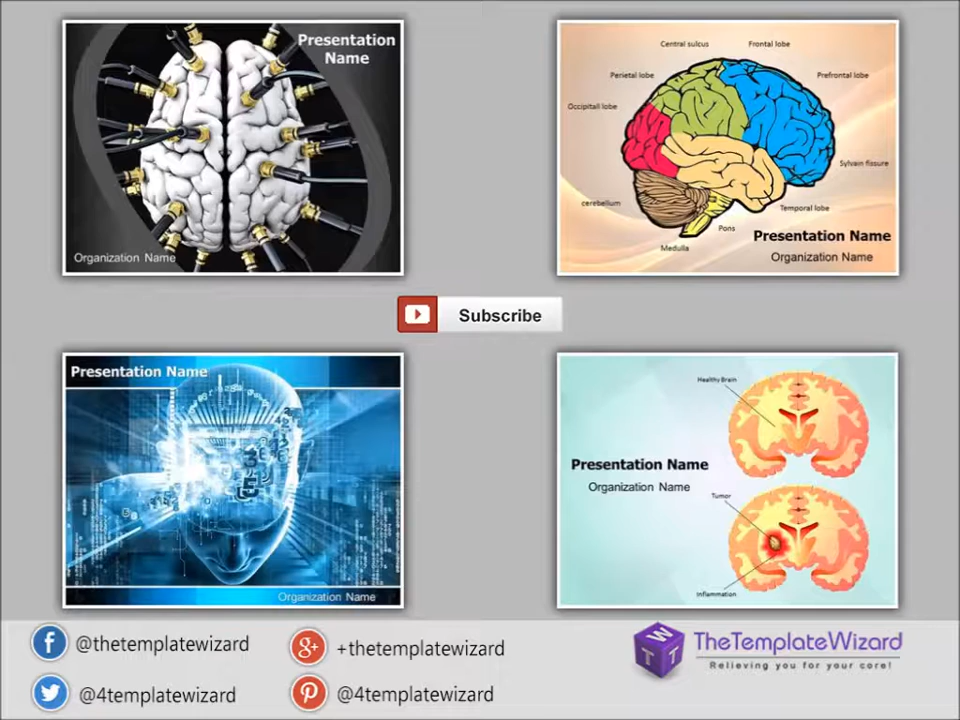 Presentation
Name
Organization Name
Central sulcus
Frontal lobe
Perietal lobe
Prefrontal lobe
Occipitall lobe
Sylvain fissure
cerebellum
Temporal lobe
Pons
Medulla
Presentation Name
Organization Name
Subscribe
Presentation Name
Organization Name
Healthy Brain
Presentation Name
Organization Name
Tumor
Inflammation
@thetemplatewizard
+thetemplatewizard
@4templatewizard
@4templatewizard
W
T T
TheTemplateWizard
Relieving you for your core!